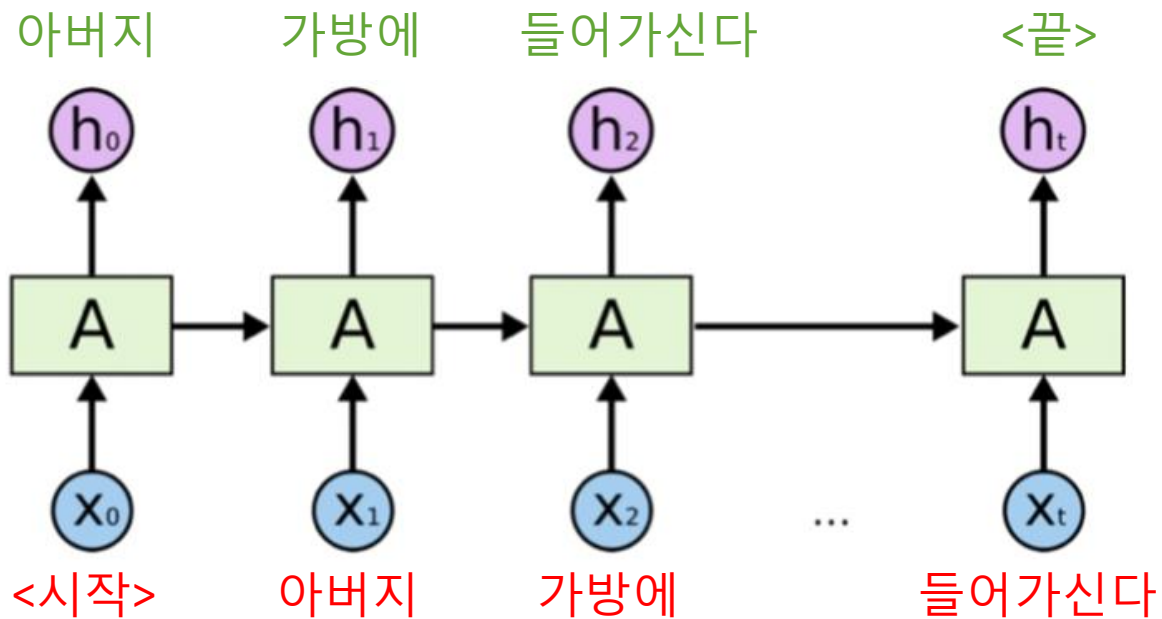 아버지 가방에 들어가신다 <끝>
h₀ h₁ h₂ hₜ
A A A A
x₀ x₁ x₂ ... xₜ
<시작> 아버지 가방에 들어가신다